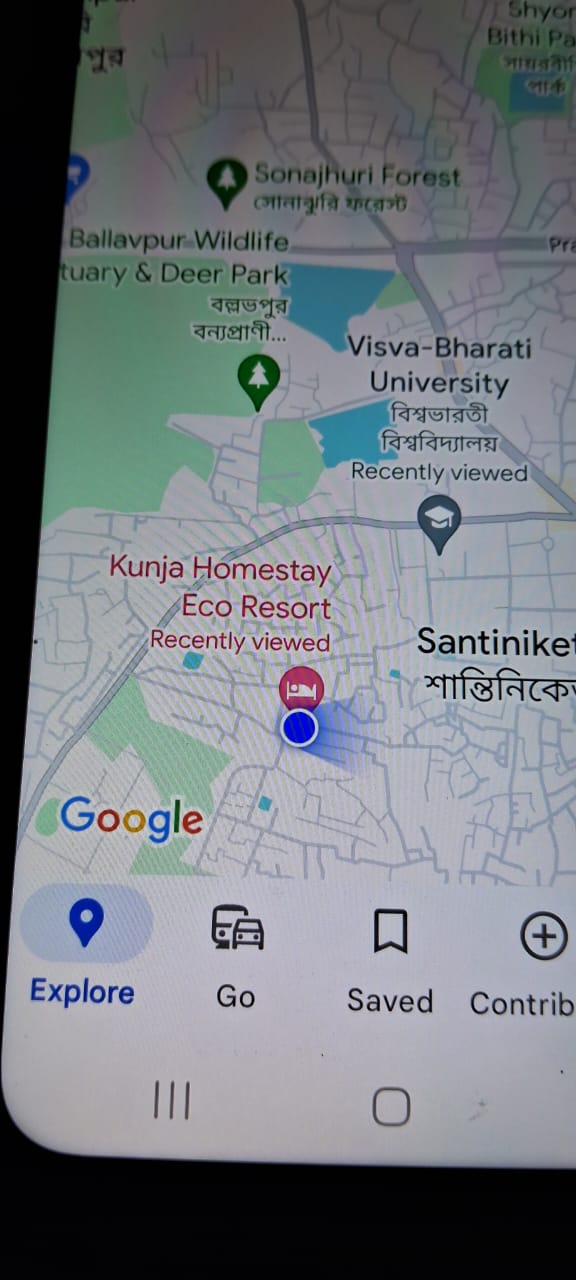 Shyor
Bithi Pa
পার্ক
পুর
Sonajhuri Forest
সোনাঝুরি ফরেস্ট
Ballavpur Wildlife
tuary & Deer Park
বল্লভপুর
বন্যপ্রাণী...
Pra
Visva-Bharati
University
বিশ্বভারতী
বিশ্ববিদ্যালয়
Recently viewed
Kunja Homestay
Eco Resort
Recently viewed
Santiniket
শান্তিনিকে
Google
Explore
Go
Saved
Contrib